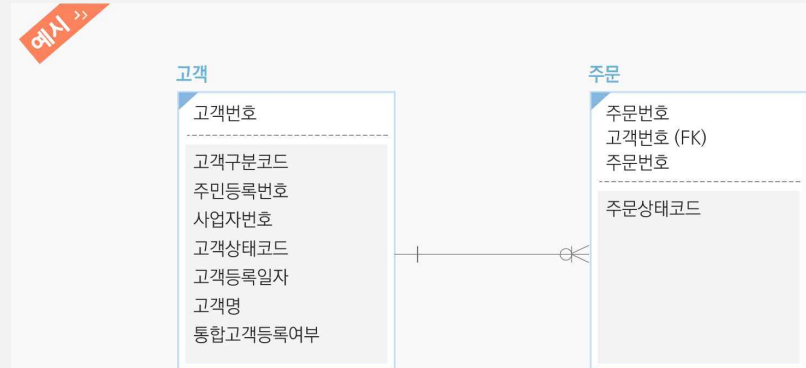 예시 >>
고객
고객번호
고객구분코드
주민등록번호
사업자번호
고객상태코드
고객등록일자
고객명
통합고객등록여부
주문
주문번호
고객번호 (FK)
주문번호
주문상태코드